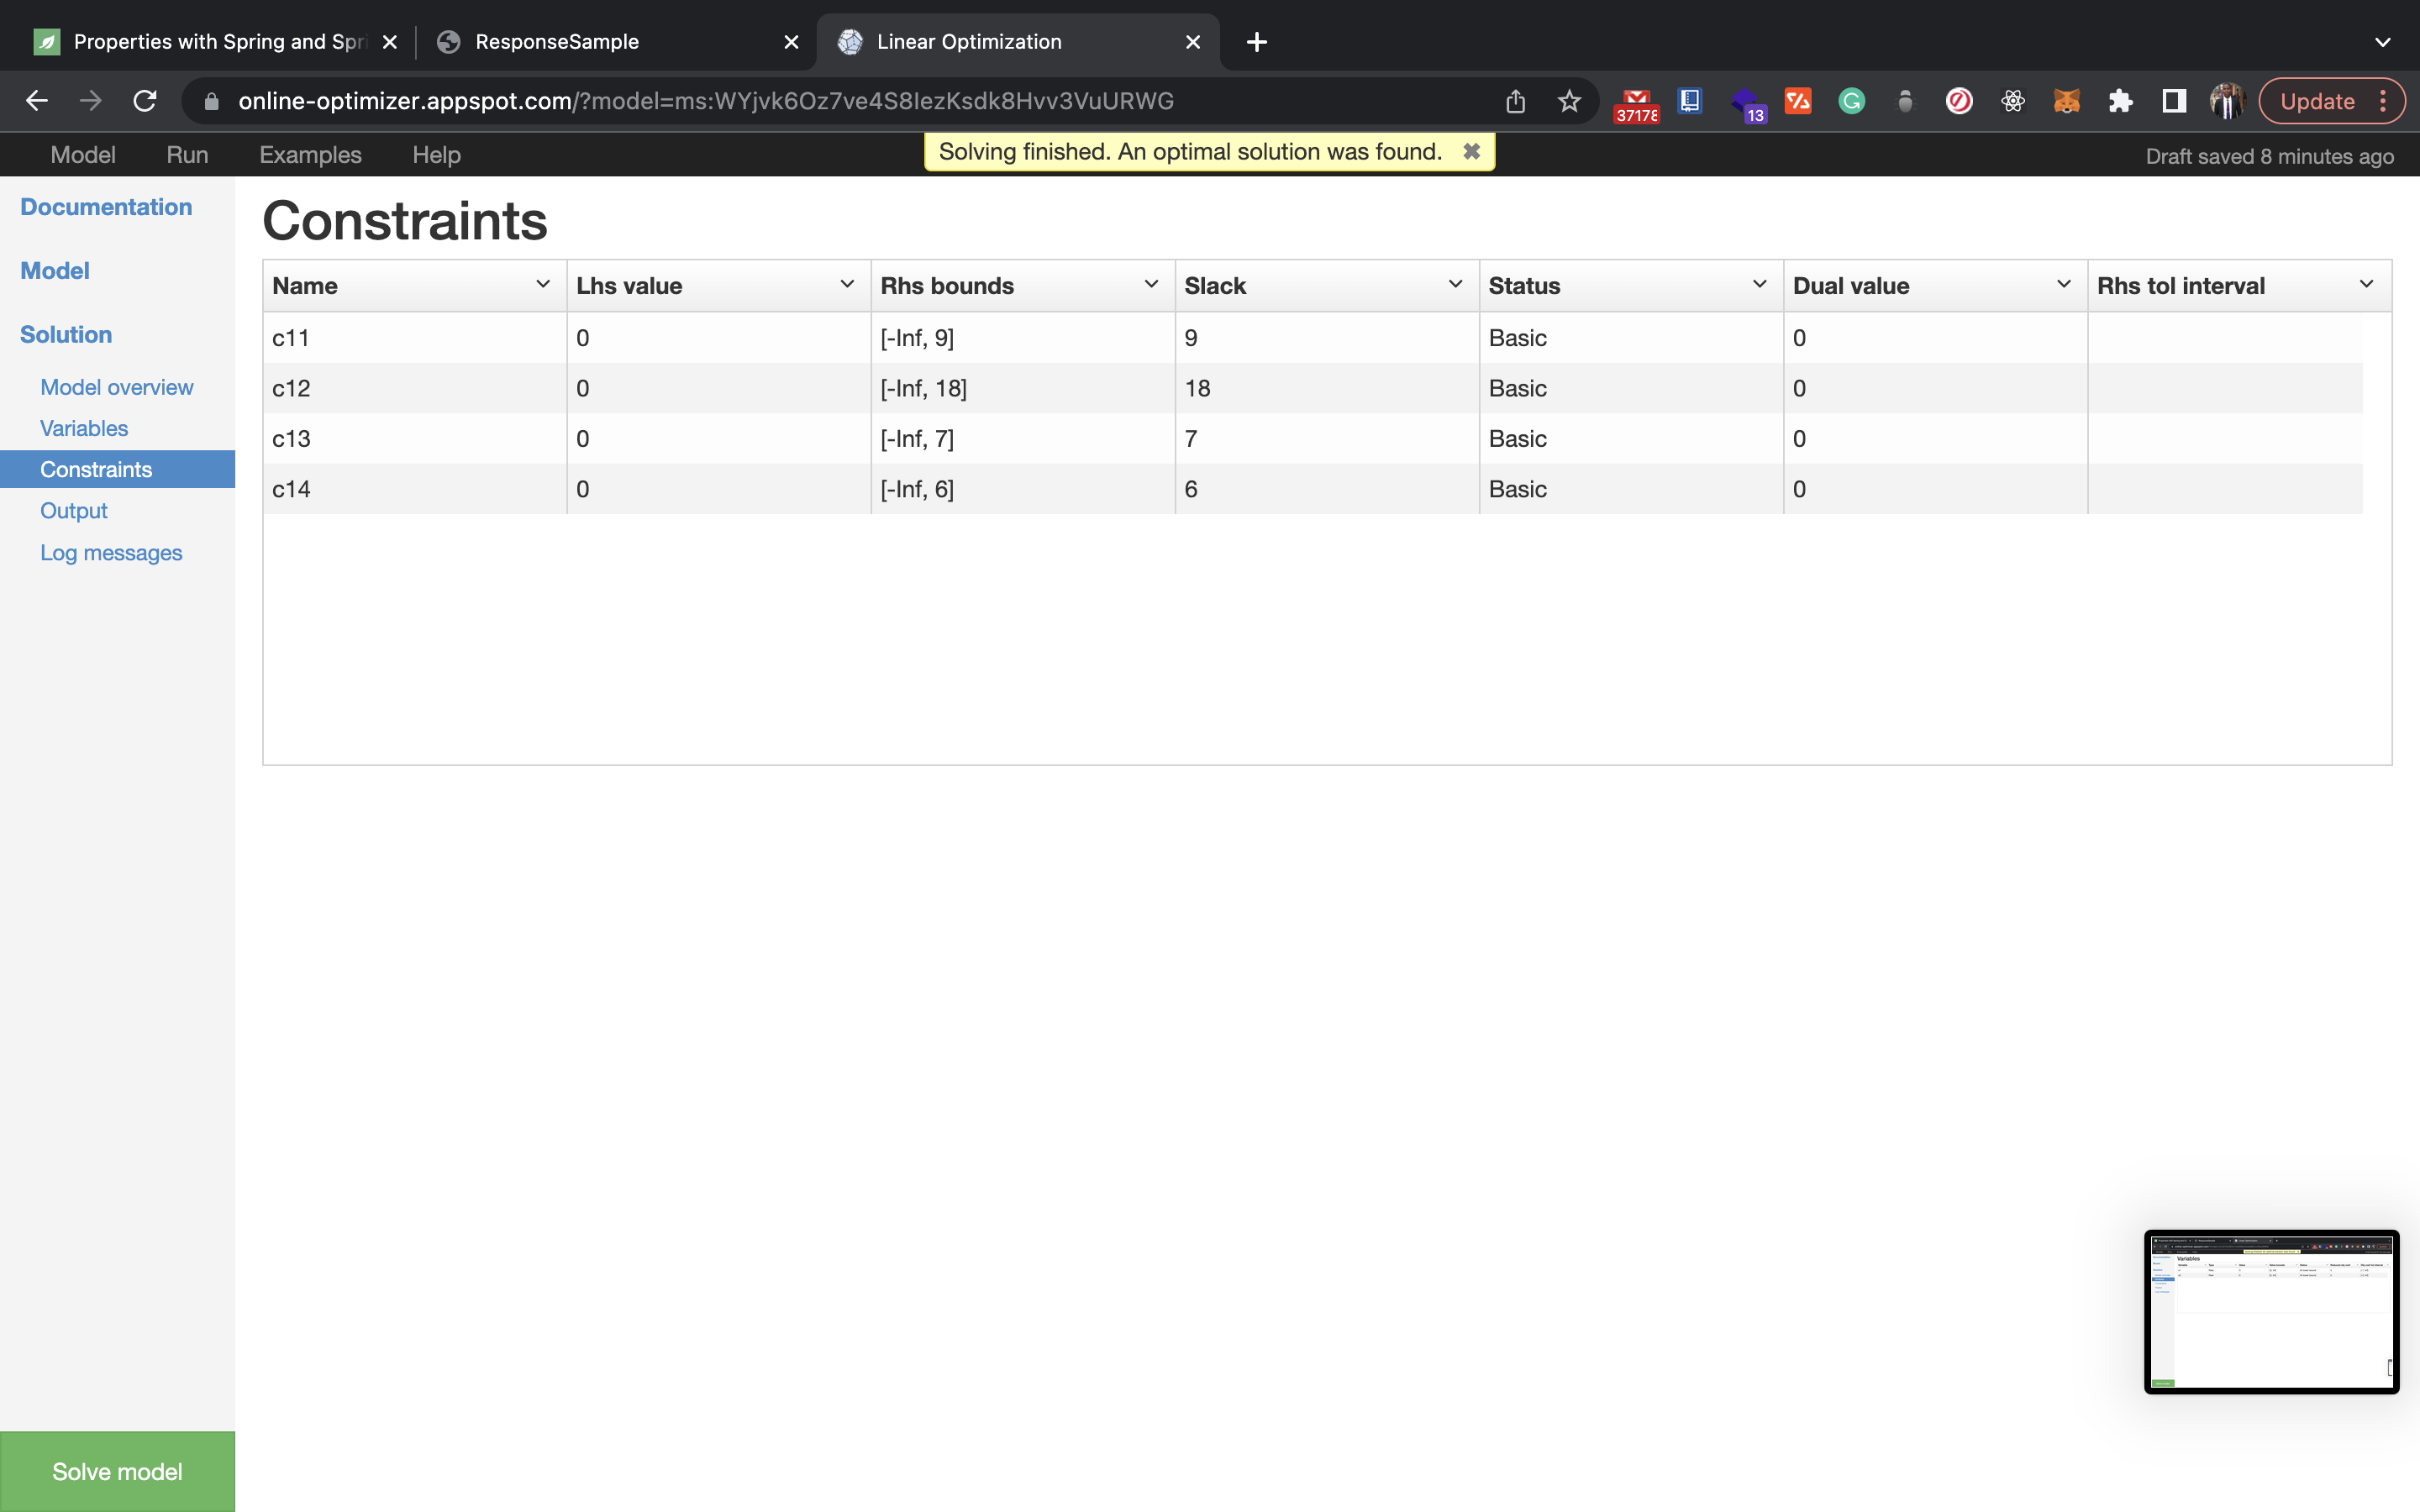 Properties with Spring and Spri
ResponseSample
Linear Optimization
online-optimizer.appspot.com/?model=ms:WYjvk6Oz7ve4S8IezKsdk8Hvv3VuURWG
37178
13
Update
Model Run Examples Help
Solving finished. An optimal solution was found.
Draft saved 8 minutes ago
Documentation
Model
Solution
Model overview
Variables
Constraints
Output
Log messages
Solve model
Constraints
Name Lhs value Rhs bounds Slack Status Dual value Rhs tol interval
c11 0 [-Inf, 9] 9 Basic 0
c12 0 [-Inf, 18] 18 Basic 0
c13 0 [-Inf, 7] 7 Basic 0
c14 0 [-Inf, 6] 6 Basic 0
Variables